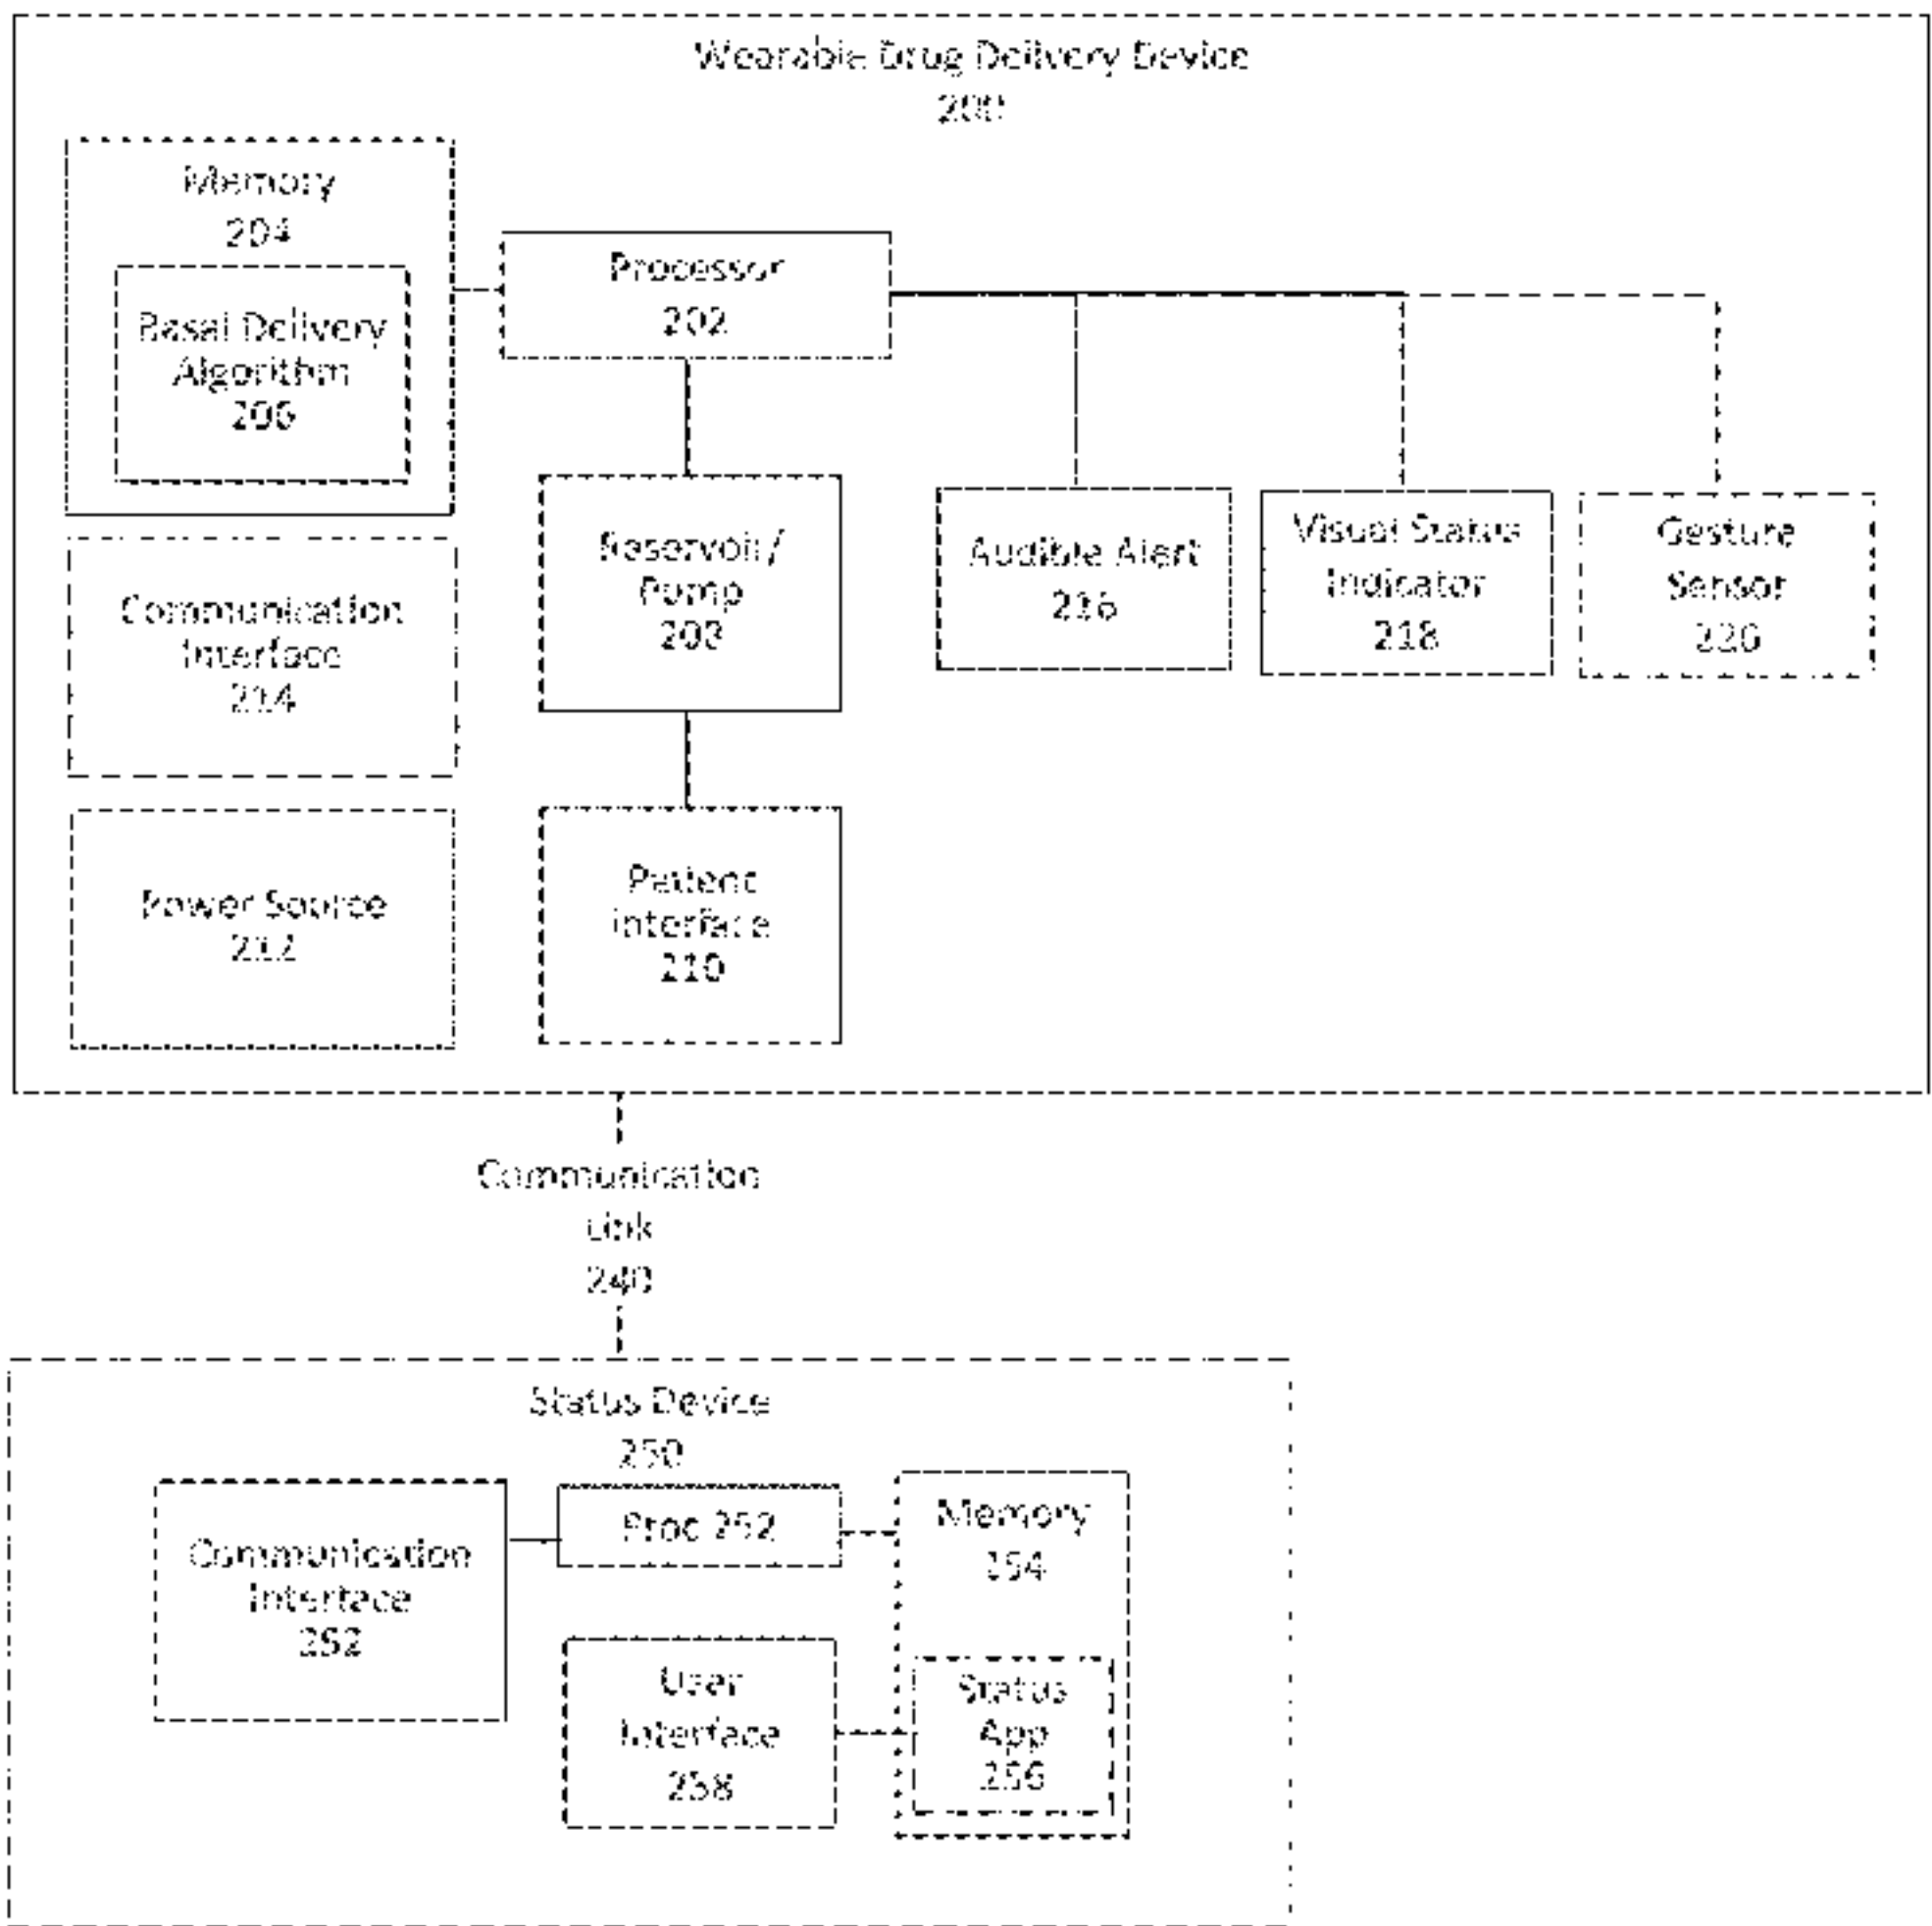 Wearable Drug Delivery Device
200
Memory
204
Basal Delivery
Algorithm
206
Processor
202
Reservoir/
Pump
208
Audible Alert
216
Visual Status
Indicator
218
Gesture
Sensor
220
Communication
Interface
214
Power Source
212
Patient
interface
210
Communication
Link
240
Status Device
250
Communication
Interface
252
Proc 252
Memory
254
User
Interface
258
Status
App
256